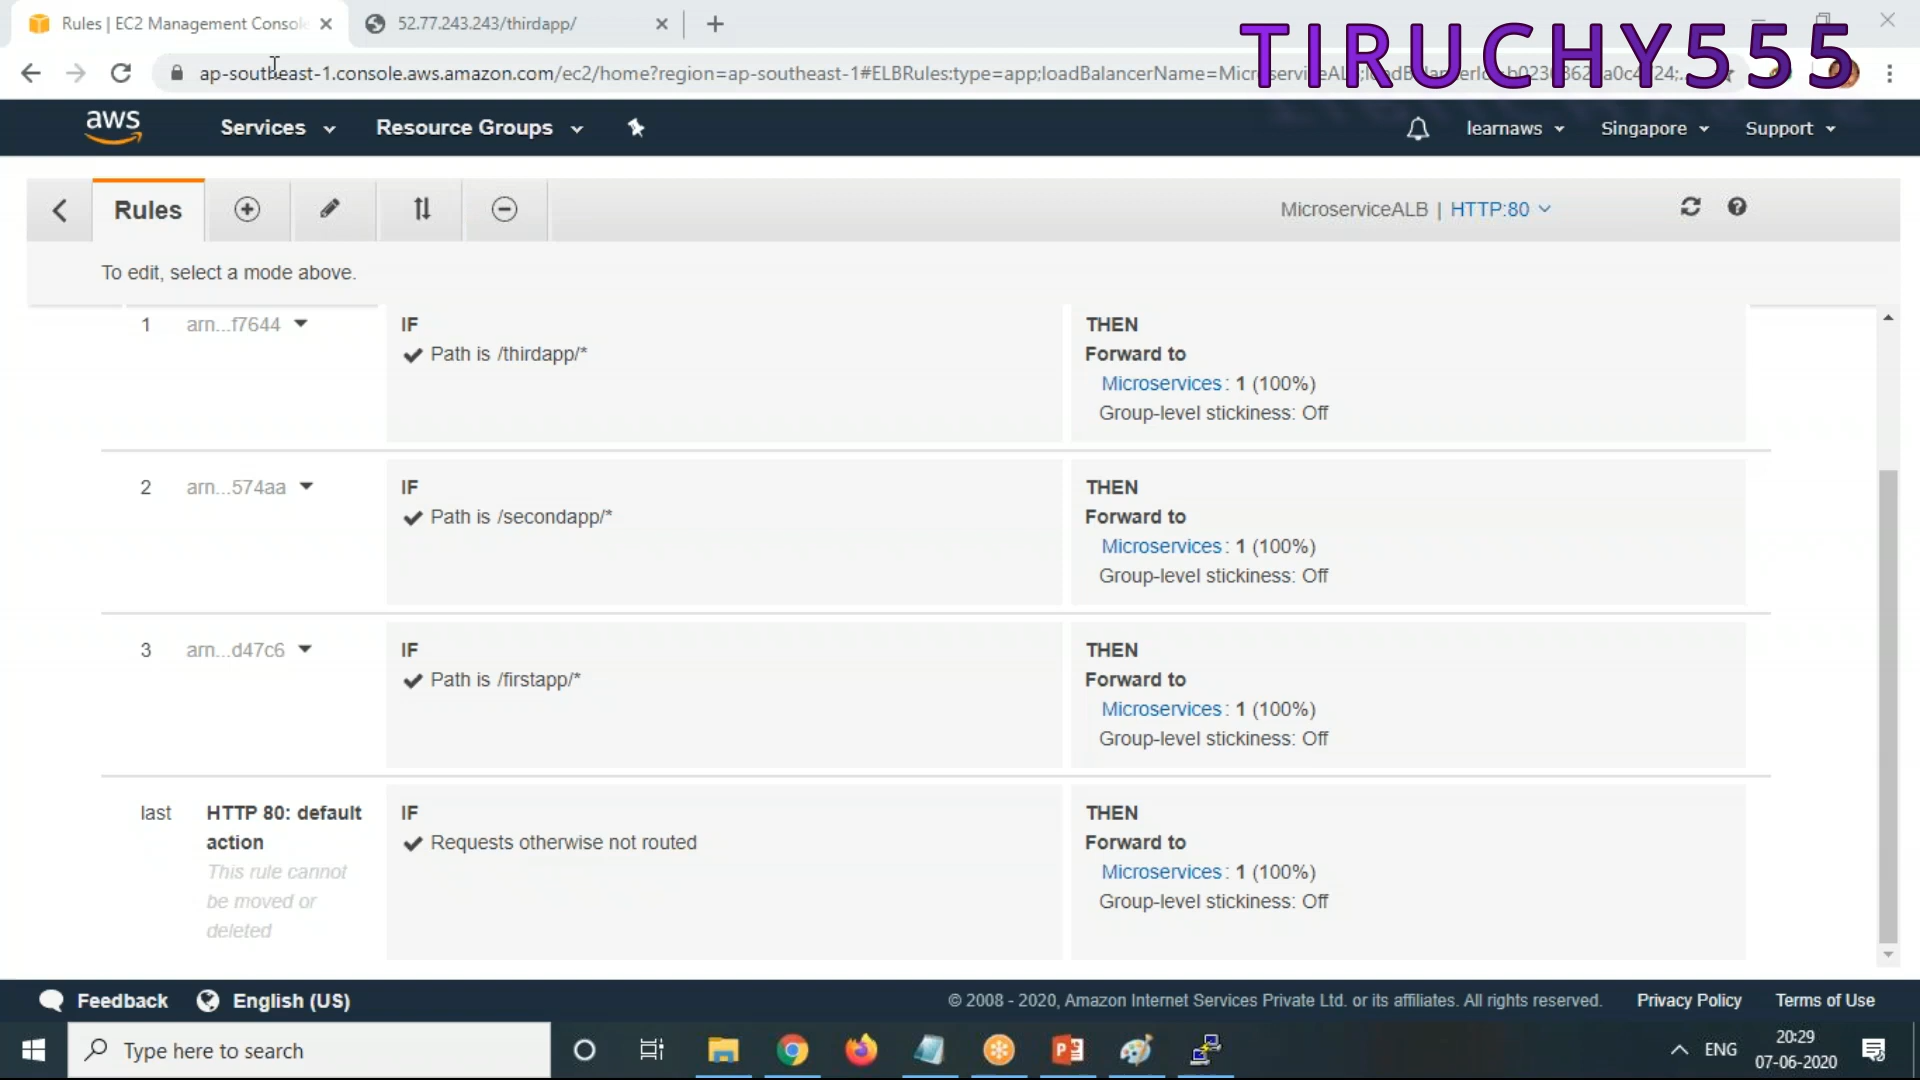 Rules | EC2 Management Console
52.77.243.243/thirdapp/
TIRUCHY555
ap-southeast-1.console.aws.amazon.com/ec2/home?region=ap-southeast-1#ELBRules:type=app;loadBalancerName=MicroserviceALB
aws
Services
Resource Groups
learnaws
Singapore
Support
Rules
MicroserviceALB | HTTP:80
To edit, select a mode above.
1 arn...f7644
IF
Path is /thirdapp/*
THEN
Forward to
Microservices: 1 (100%)
Group-level stickiness: Off
2 arn...574aa
IF
Path is /secondapp/*
THEN
Forward to
Microservices: 1 (100%)
Group-level stickiness: Off
3 arn...d47c6
IF
Path is /firstapp/*
THEN
Forward to
Microservices: 1 (100%)
Group-level stickiness: Off
last HTTP 80: default
action
This rule cannot
be moved or
deleted
IF
Requests otherwise not routed
THEN
Forward to
Microservices: 1 (100%)
Group-level stickiness: Off
Feedback
English (US)
© 2008 - 2020, Amazon Internet Services Private Ltd. or its affiliates. All rights reserved.
Privacy Policy
Terms of Use
Type here to search
ENG
20:29
07-06-2020